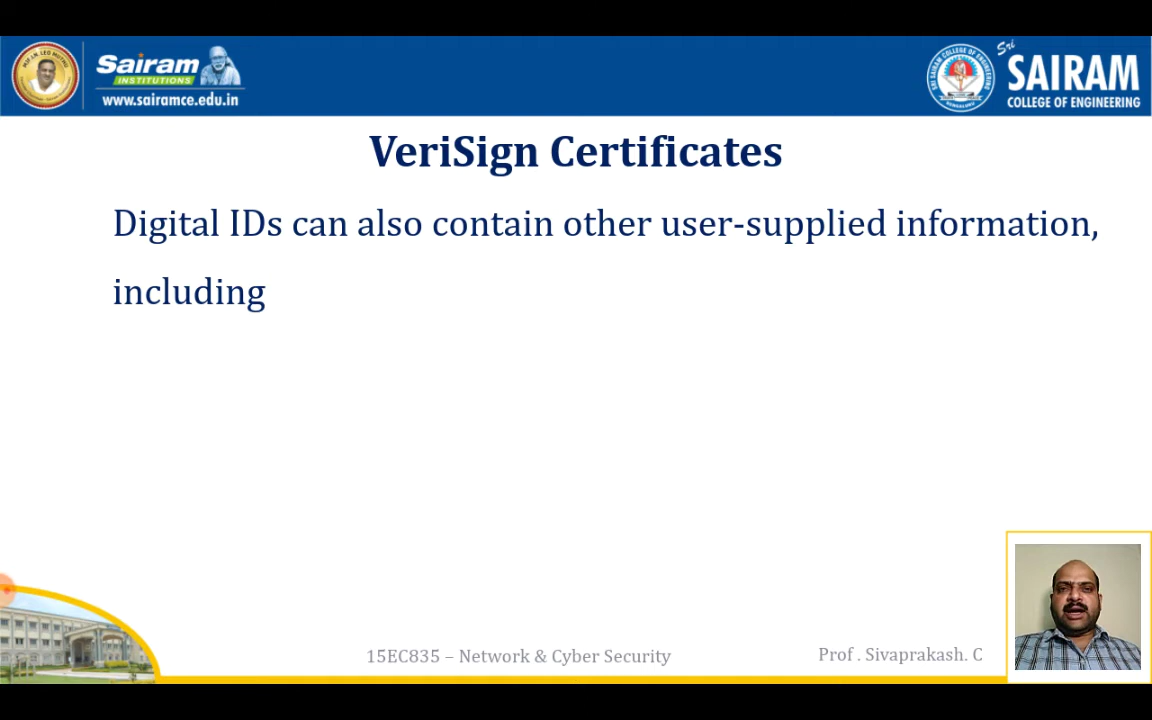 Sairam
INSTITUTIONS
www.sairamce.edu.in
Sri
SAIRAM
COLLEGE OF ENGINEERING
VeriSign Certificates
Digital IDs can also contain other user-supplied information,
including
15EC835 – Network & Cyber Security
Prof . Sivaprakash. C